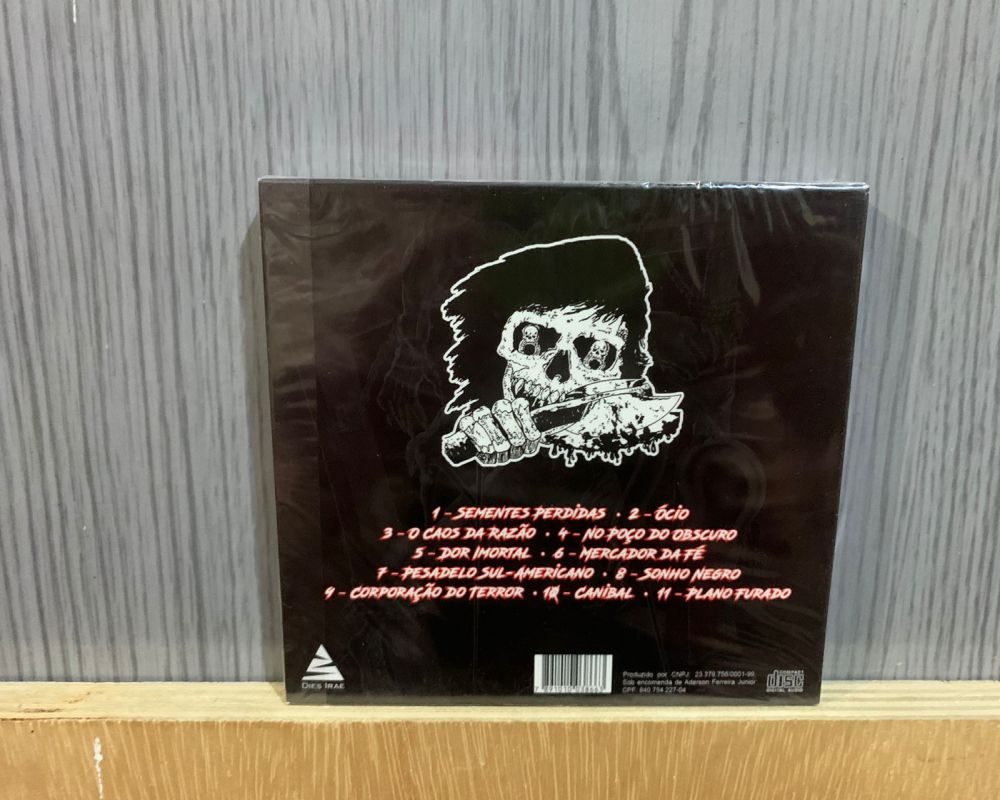 1 - SEMENTES PERDIDAS • 2 - ÓCIO
3 - O CAOS DA RAZÃO • 4 - NO POÇO DO OBSCURO
5 - DOR IMORTAL • 6 - MERCADOR DA FÉ
7 - PESADELO SUL-AMERICANO • 8 - SONHO NEGRO
9 - CORPORAÇÃO DO TERROR • 10 - CANIBAL • 11 - PLANO FURADO
DIES IRAE
Produzido por CNPJ: 23.979.756/0001-99,
Sob encomenda de Aderson Ferreira Junior
CPF: 840.754.227-04
COMPACT
disc
DIGITAL AUDIO